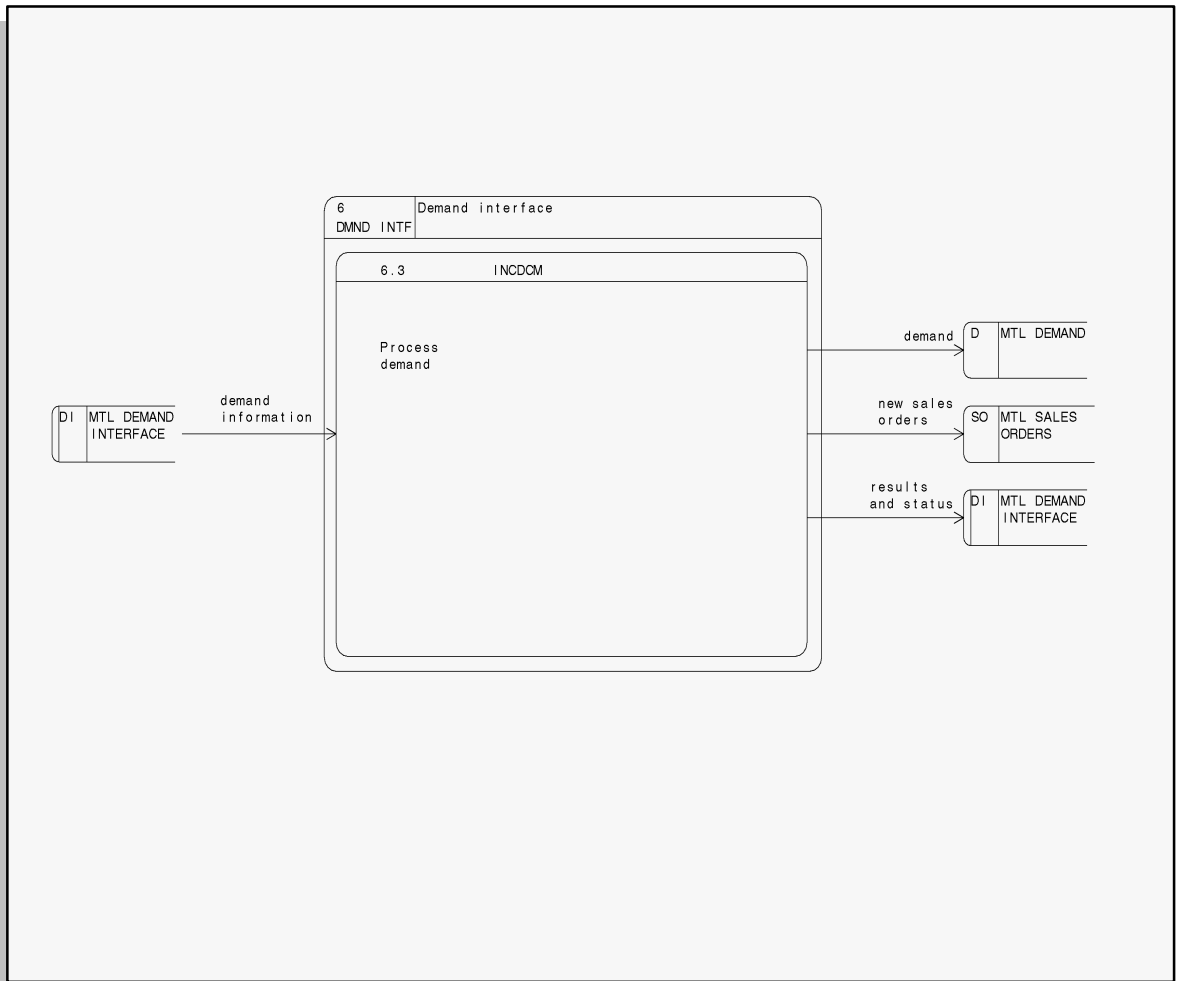 6 Demand interface
DMND INTF
6.3 INCDCM
Process
demand
demand
information
DI MTL DEMAND
INTERFACE
demand
D MTL DEMAND
new sales
orders
SO MTL SALES
ORDERS
results
and status
DI MTL DEMAND
INTERFACE